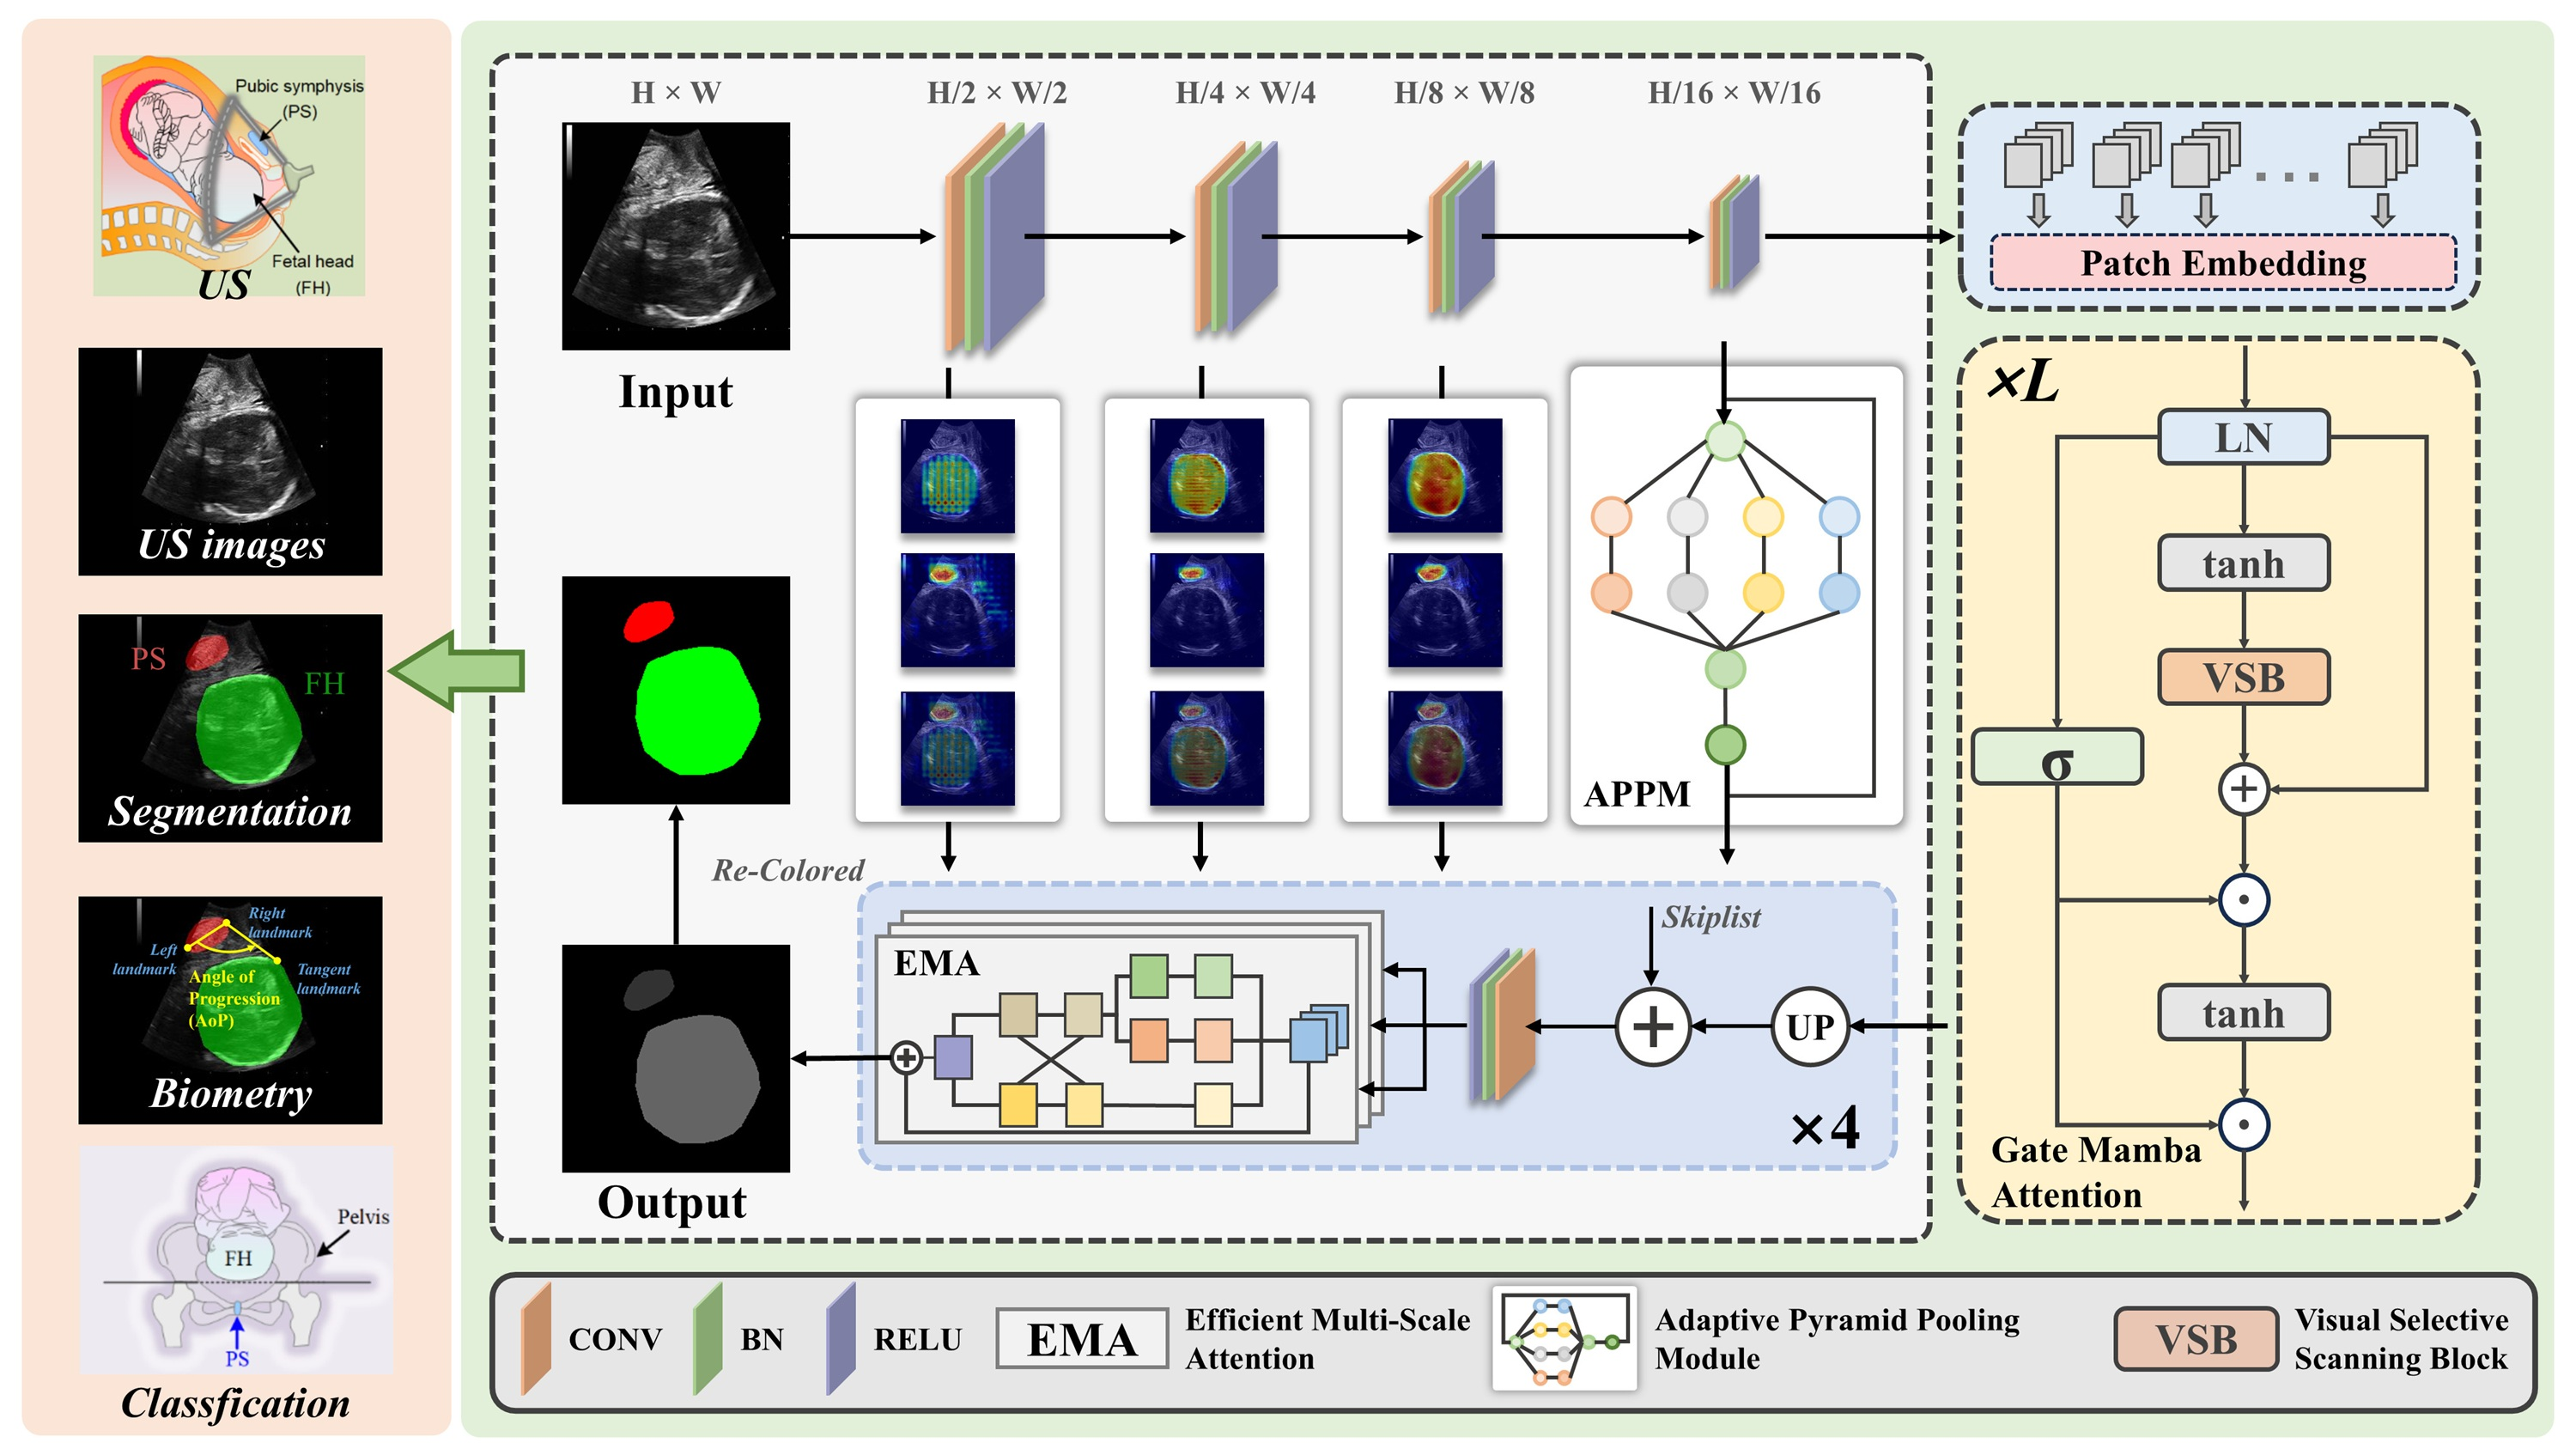 Pubic symphysis
(PS)
Fetal head
(FH)
US
US images
PS
FH
Segmentation
Right
landmark
Left
landmark
Angle of
Progression
(AoP)
Tangent
landmark
Biometry
Pelvis
FH
PS
Classfication
H × W
H/2 × W/2
H/4 × W/4
H/8 × W/8
H/16 × W/16
Input
APPM
Re-Colored
Skiplist
EMA
UP
×4
Output
Patch Embedding
×L
LN
tanh
VSB
σ
tanh
Gate Mamba
Attention
CONV
BN
RELU
EMA
Efficient Multi-Scale
Attention
Adaptive Pyramid Pooling
Module
VSB
Visual Selective
Scanning Block